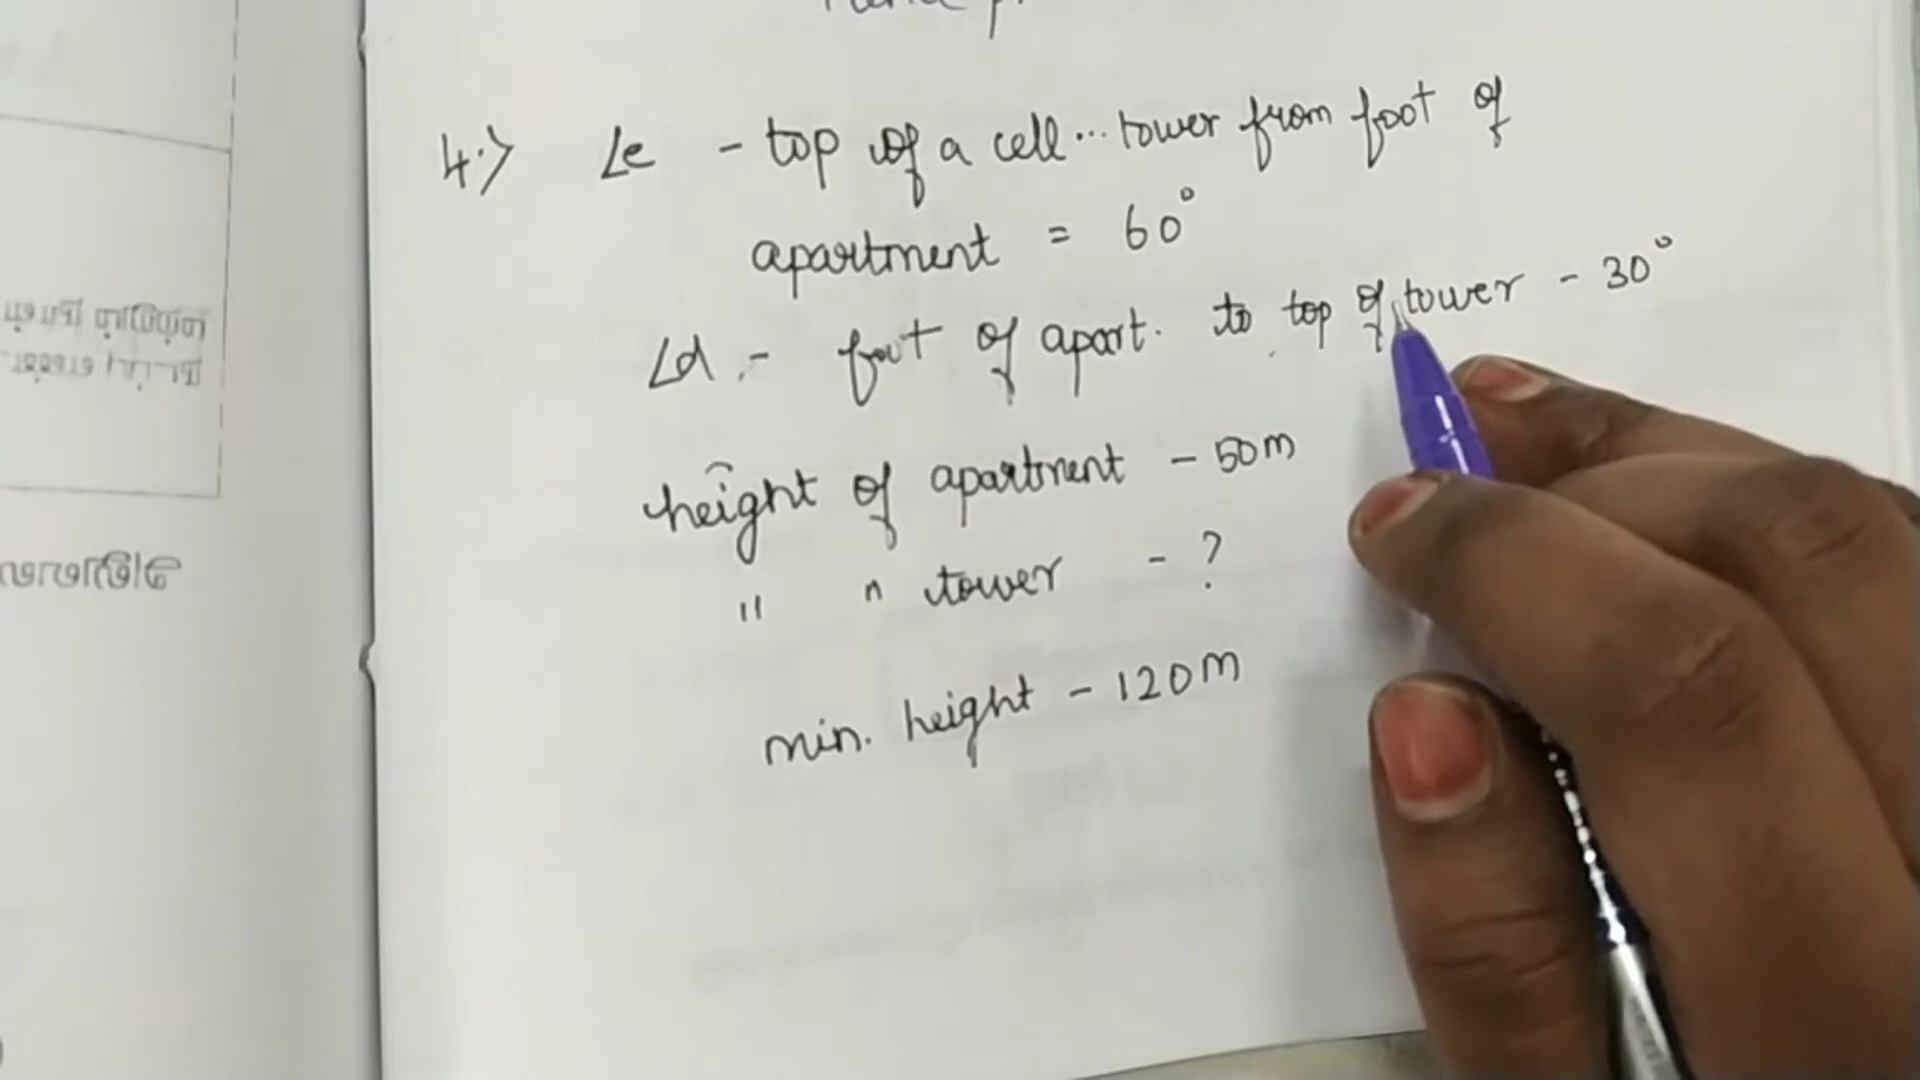 4.) ∠e - top of a cell... tower from foot of
apartment = 60°
∠d - foot of apart. to top of tower - 30°
height of apartment - 50m
" " tower - ?
min. height - 120m